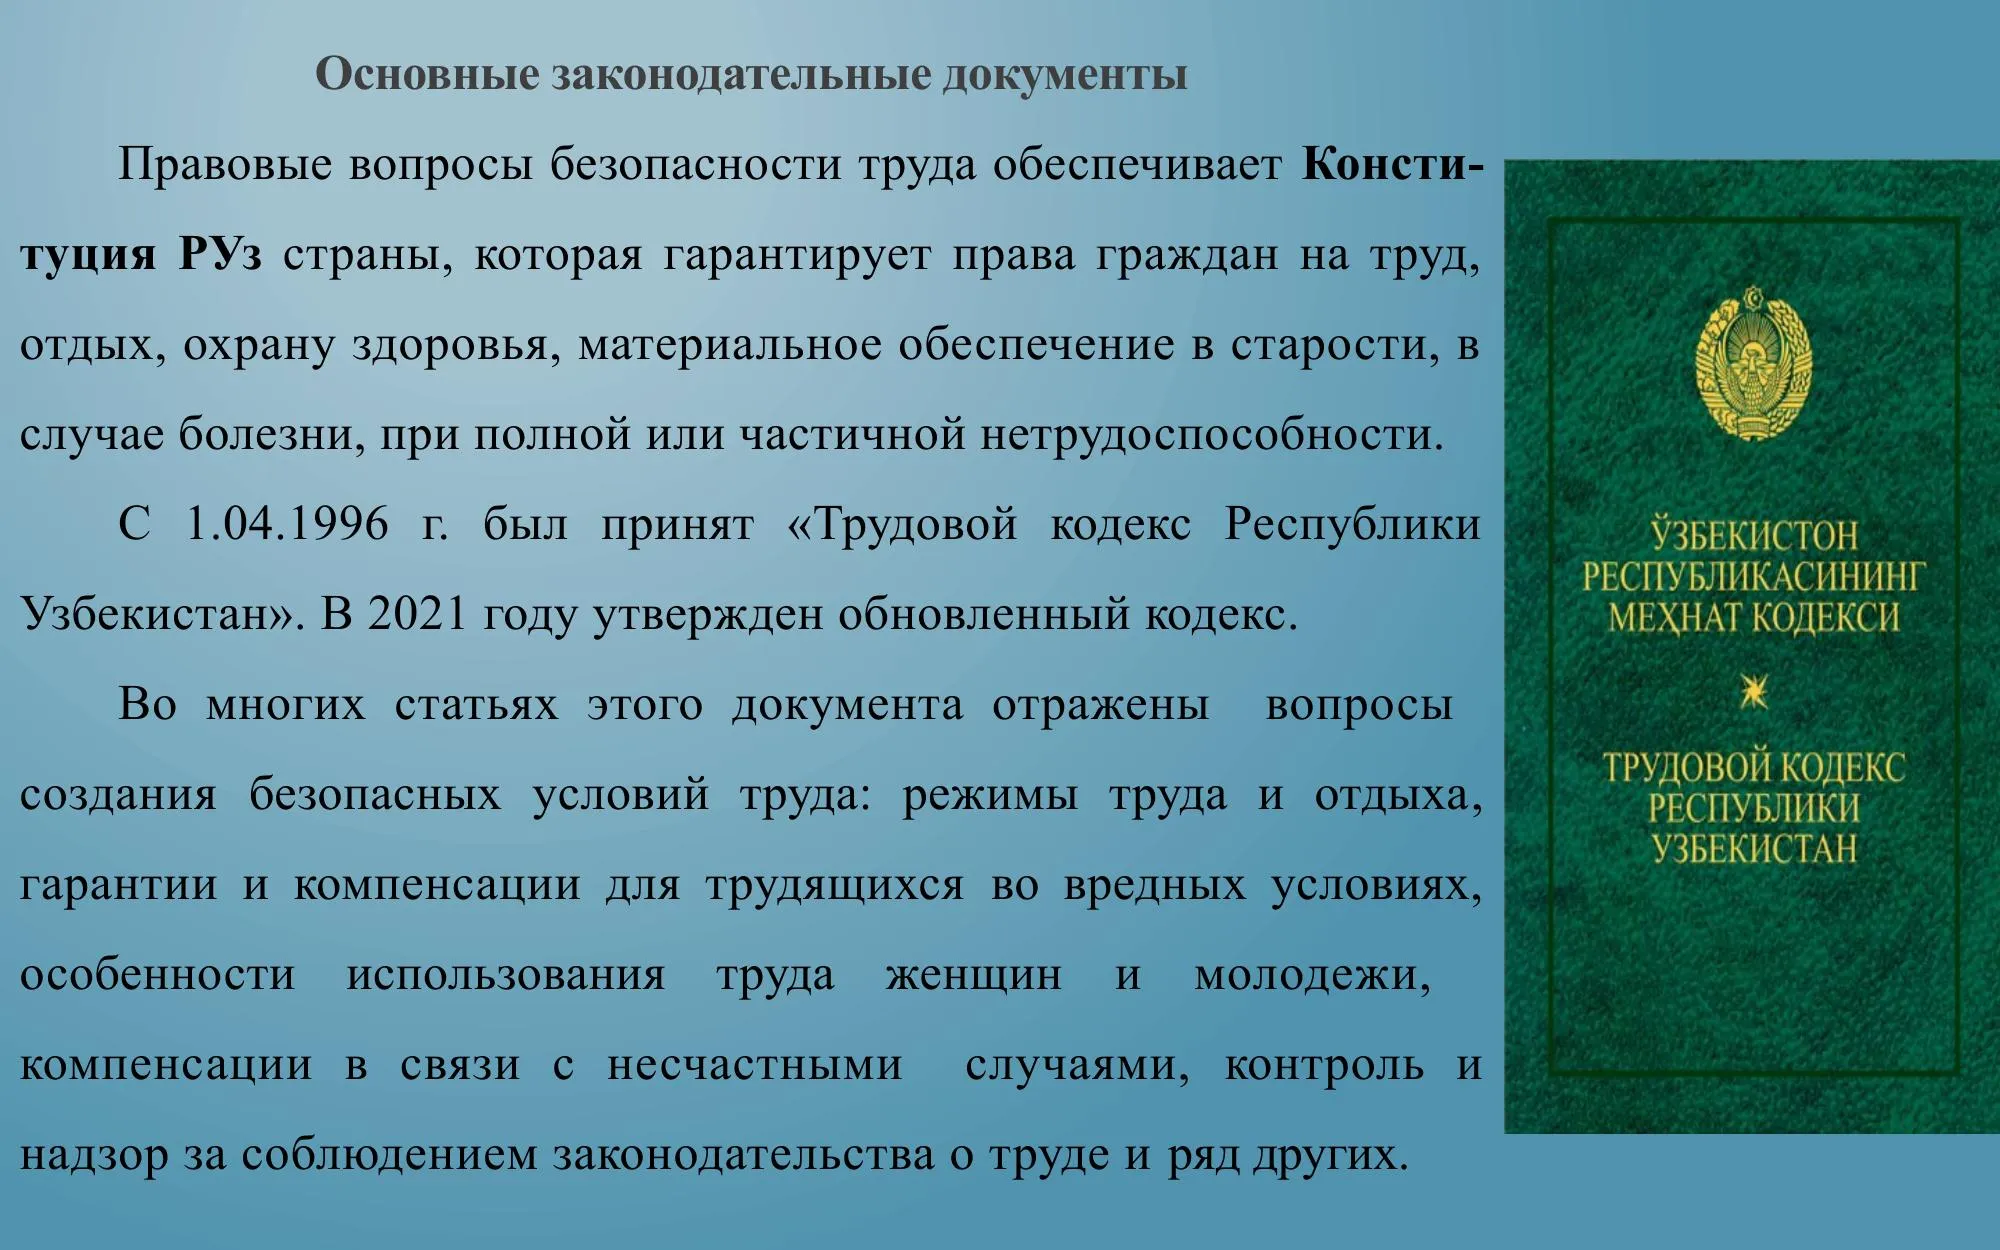 Основные законодательные документы
Правовые вопросы безопасности труда обеспечивает Консти-
туция РУз страны, которая гарантирует права граждан на труд,
отдых, охрану здоровья, материальное обеспечение в старости, в
случае болезни, при полной или частичной нетрудоспособности.
С 1.04.1996 г. был принят «Трудовой кодекс Республики
Узбекистан». В 2021 году утвержден обновленный кодекс.
Во многих статьях этого документа отражены вопросы
создания безопасных условий труда: режимы труда и отдыха,
гарантии и компенсации для трудящихся во вредных условиях,
особенности использования труда женщин и молодежи,
компенсации в связи с несчастными случаями, контроль и
надзор за соблюдением законодательства о труде и ряд других.
ЎЗБЕКИСТОН
РЕСПУБЛИКАСИНИНГ
МЕҲНАТ КОДЕКСИ
ТРУДОВОЙ КОДЕКС
РЕСПУБЛИКИ
УЗБЕКИСТАН